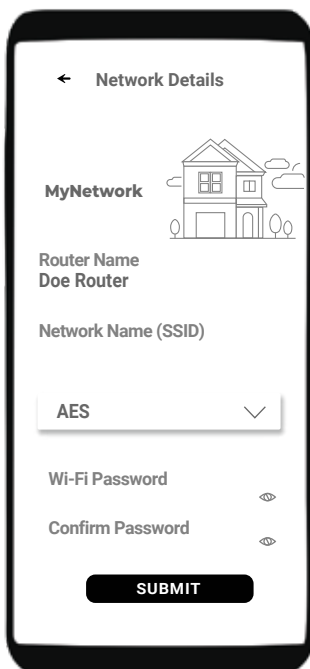 Network Details
MyNetwork
Router Name
Doe Router
Network Name (SSID)
AES
Wi-Fi Password
Confirm Password
SUBMIT